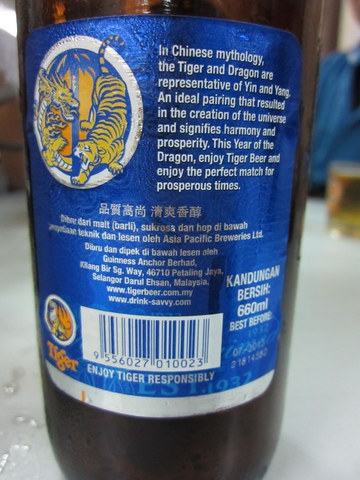 In Chinese mythology,
the Tiger and Dragon are
representative of Yin and Yang.
An ideal pairing that resulted
in the creation of the universe
and signifies harmony and
prosperity. This Year of the
Dragon, enjoy Tiger Beer and
enjoy the perfect match for
prosperous times.
品質高尚 清爽香醇
Dibru dari malt (barli), sukrosa dan hop di bawah
penyeliaan teknik dan lesen oleh Asia Pacific Breweries Ltd.
Dibru dan dipek di bawah lesen oleh
Guinness Anchor Berhad,
Kilang Bir Sg. Way, 46710 Petaling Jaya,
Selangor Darul Ehsan, Malaysia.
www.tigerbeer.com.my
www.drink-savvy.com
KANDUNGAN
BERSIH:
660ml
BEST BEFORE:
9 556027 010023
Tiger
ENJOY TIGER RESPONSIBLY
EST. 1932